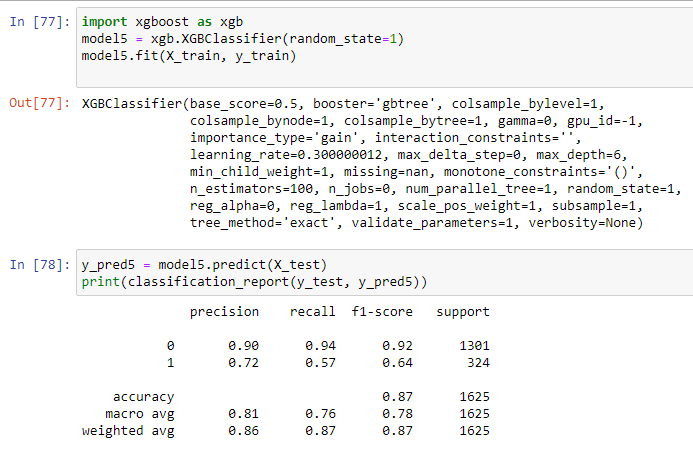 In [77]: import xgboost as xgb
model5 = xgb.XGBClassifier(random_state=1)
model5.fit(X_train, y_train)
Out[77]: XGBClassifier(base_score=0.5, booster='gbtree', colsample_bylevel=1,
colsample_bynode=1, colsample_bytree=1, gamma=0, gpu_id=-1,
importance_type='gain', interaction_constraints='',
learning_rate=0.300000012, max_delta_step=0, max_depth=6,
min_child_weight=1, missing=nan, monotone_constraints='()',
n_estimators=100, n_jobs=0, num_parallel_tree=1, random_state=1,
reg_alpha=0, reg_lambda=1, scale_pos_weight=1, subsample=1,
tree_method='exact', validate_parameters=1, verbosity=None)
In [78]: y_pred5 = model5.predict(X_test)
print(classification_report(y_test, y_pred5))
precision recall f1-score support
0 0.90 0.94 0.92 1301
1 0.72 0.57 0.64 324
accuracy 0.87 1625
macro avg 0.81 0.76 0.78 1625
weighted avg 0.86 0.87 0.87 1625